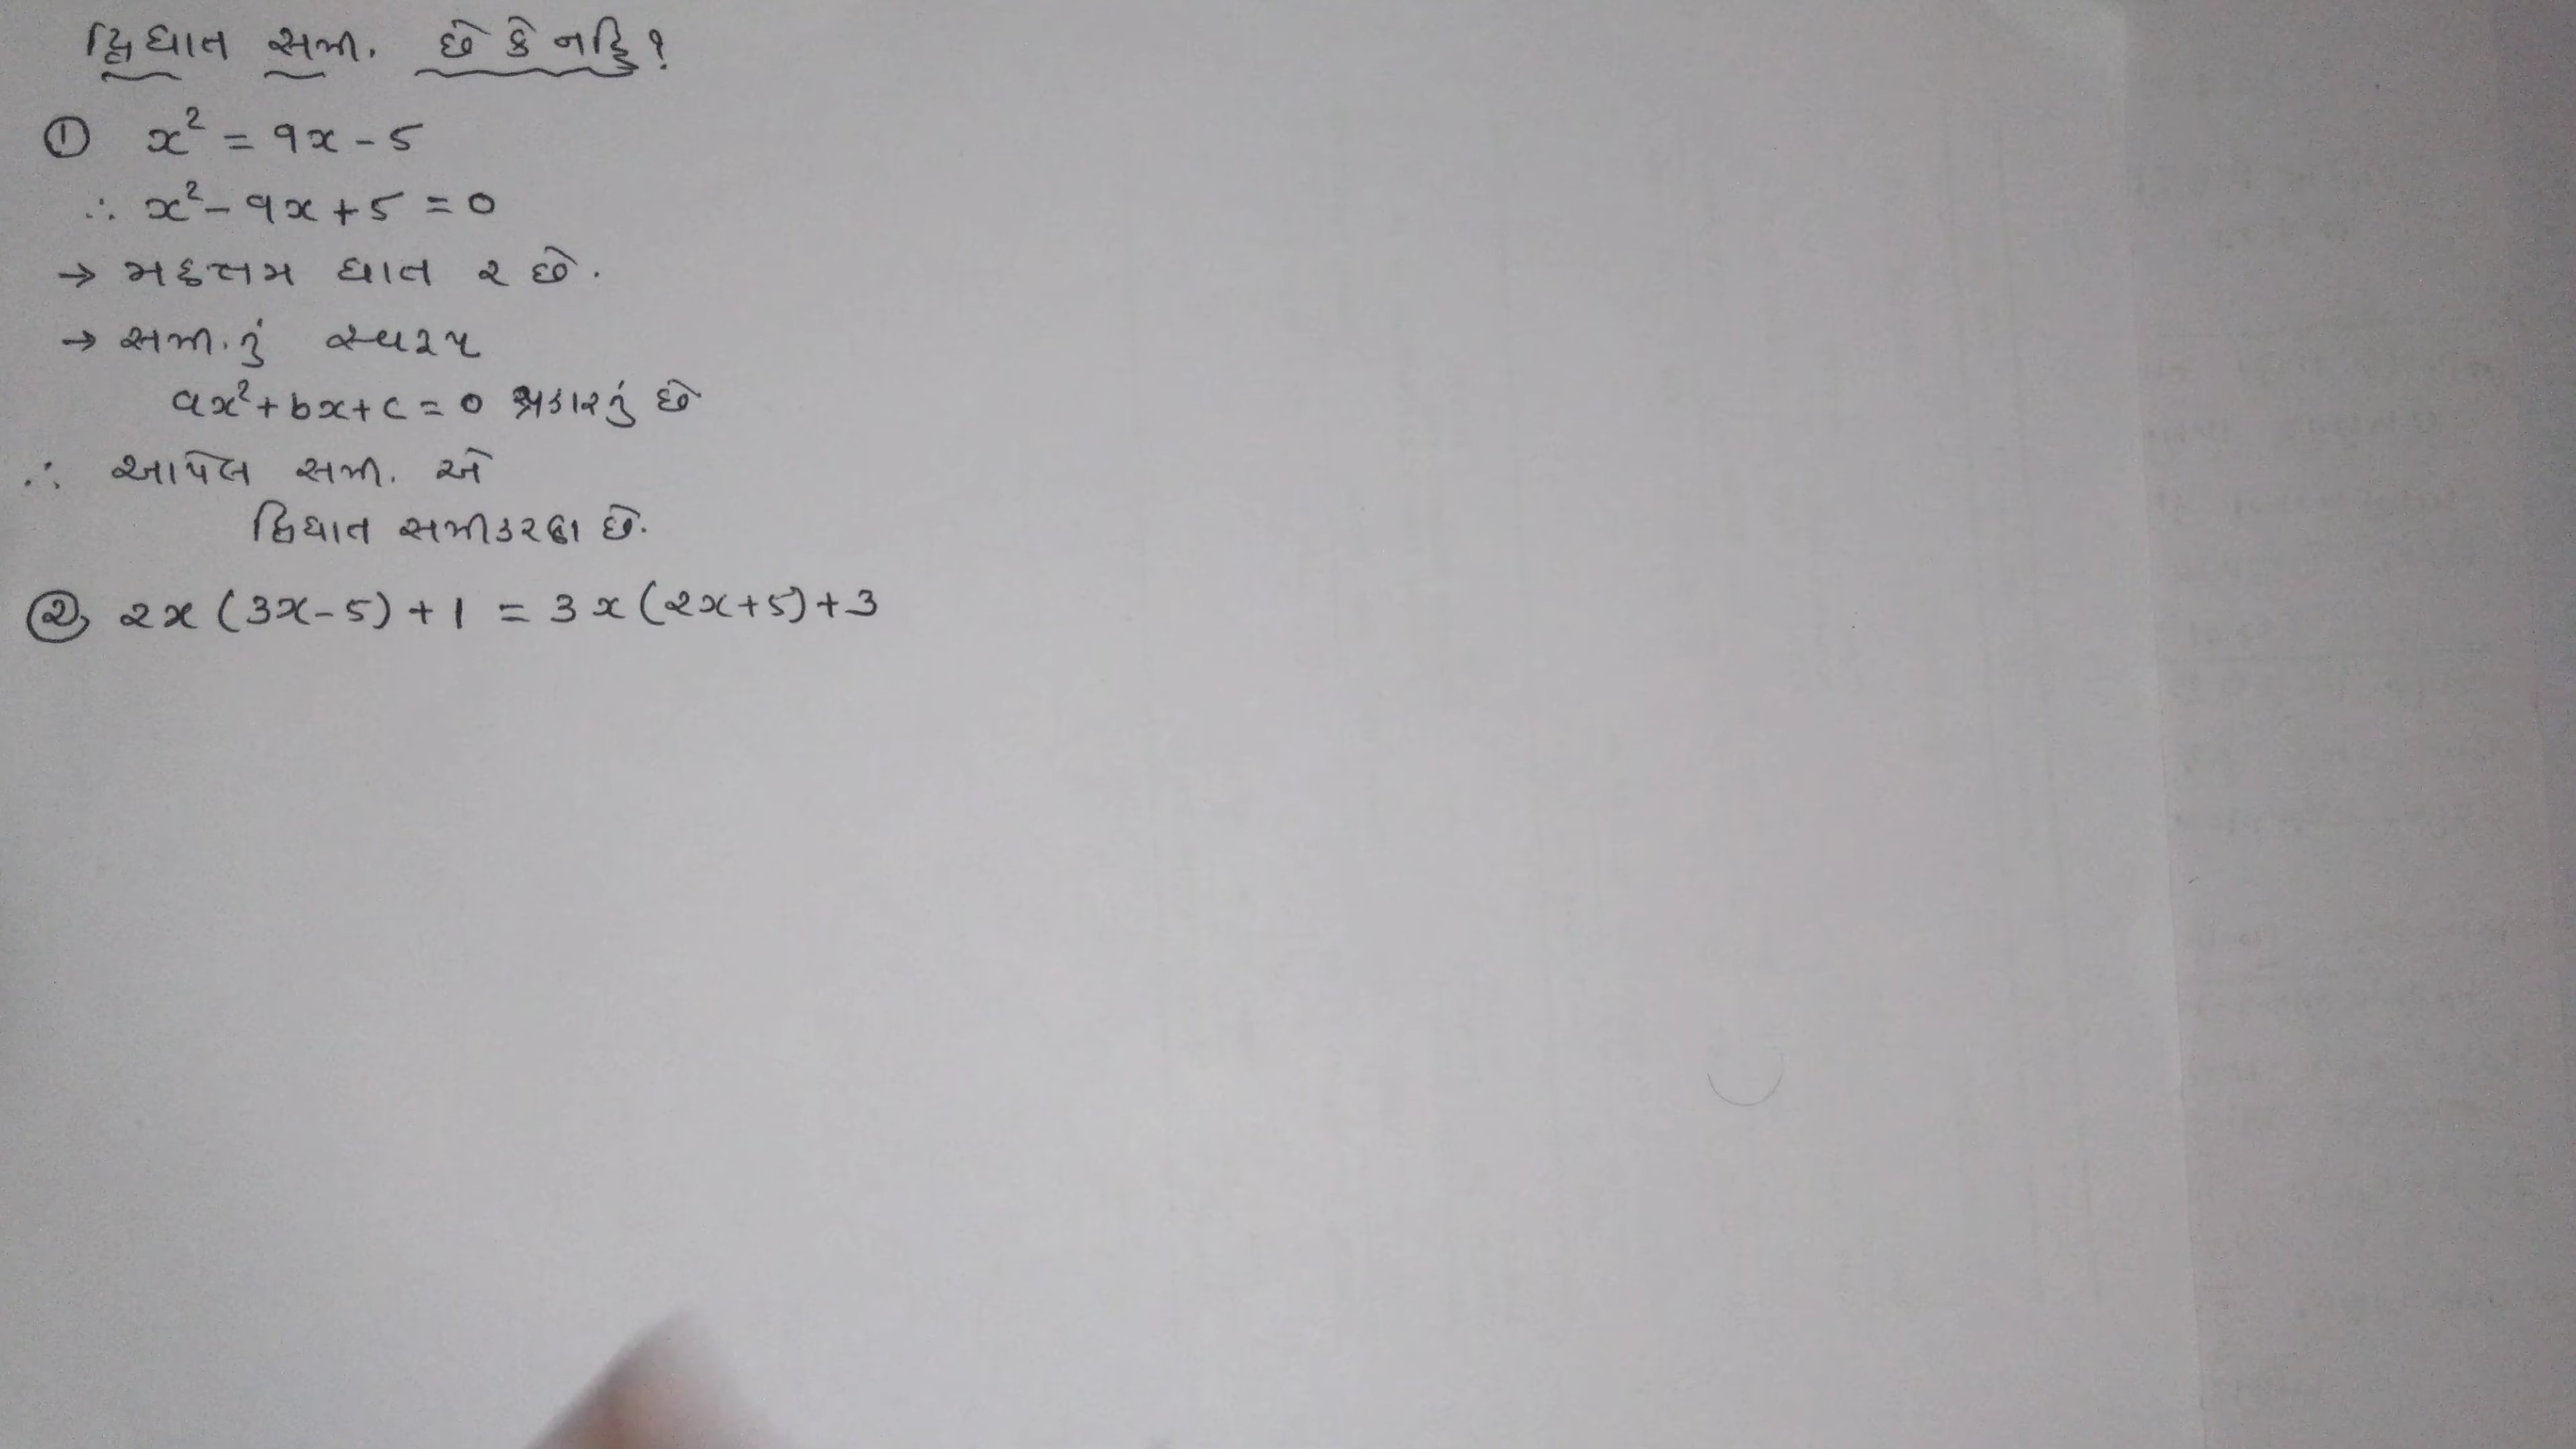 દ્વિઘાત સમી. છે કે નહિ?
① x² = 9x - 5
∴ x² - 9x + 5 = 0
→ મહત્તમ ઘાત ૨ છે.
→ સમી.નું સ્વરૂપ
ax² + bx + c = 0 પ્રકારનું છે
∴ આપેલ સમી. એ
દ્વિઘાત સમીકરણ છે.
② 2x (3x - 5) + 1 = 3x (2x + 5) + 3